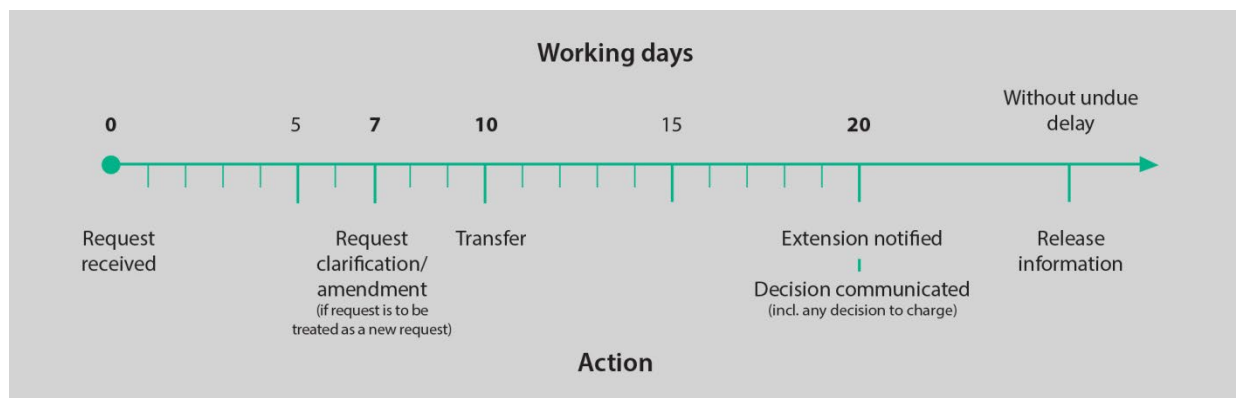 Working days
Without undue
delay
0
5
7
10
15
20
Request
received
Request
clarification/
amendment
(if request is to be
treated as a new request)
Transfer
Extension notified
Decision communicated
(incl. any decision to charge)
Release
information
Action